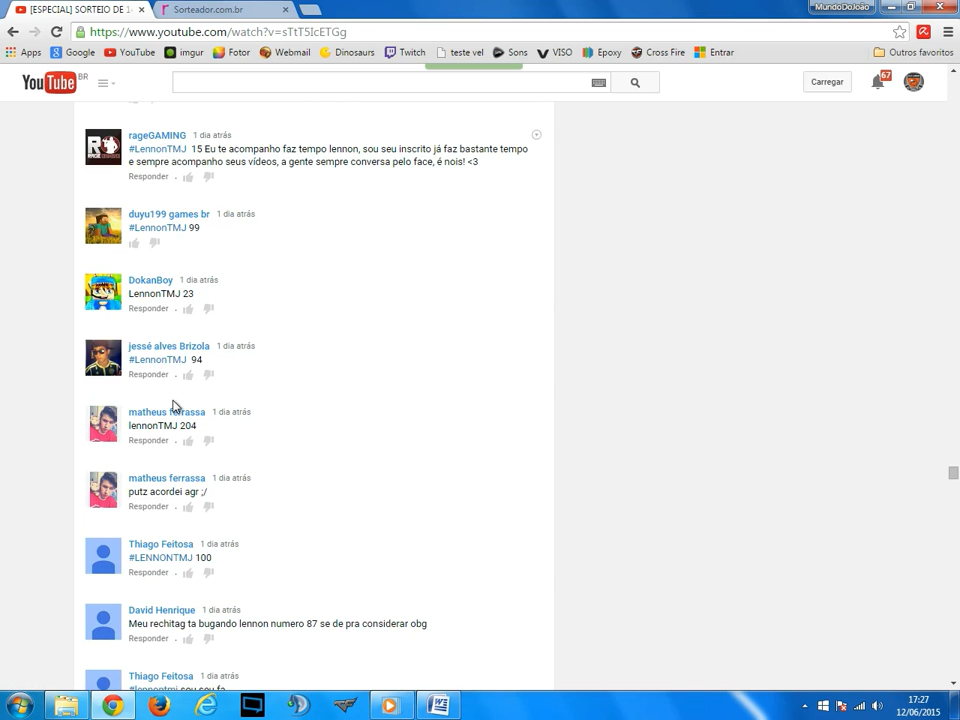 [ESPECIAL] SORTEIO DE 1
Sorteador.com.br
MundoDoJoão
https://www.youtube.com/watch?v=sTtT5IcETGg
Apps
Google
YouTube
imgur
Fotor
Webmail
Dinosaurs
Twitch
teste vel
Sons
VISO
Epoxy
Cross Fire
Entrar
Outros favoritos
YouTube BR
Carregar
67
rageGAMING 1 dia atrás
#LennonTMJ 15 Eu te acompanho faz tempo lennon, sou seu inscrito já faz bastante tempo
e sempre acompanho seus vídeos, a gente sempre conversa pelo face, é nois! <3
Responder
duyu199 games br 1 dia atrás
#LennonTMJ 99
DokanBoy 1 dia atrás
LennonTMJ 23
Responder
jessé alves Brizola 1 dia atrás
#LennonTMJ 94
Responder
matheus ferrassa 1 dia atrás
lennonTMJ 204
Responder
matheus ferrassa 1 dia atrás
putz acordei agr ;/
Responder
Thiago Feitosa 1 dia atrás
#LENNONTMJ 100
Responder
David Henrique 1 dia atrás
Meu rechitag ta bugando lennon numero 87 se de pra considerar obg
Responder
Thiago Feitosa 1 dia atrás
#lennontmj sou seu fa
17:27
12/06/2015